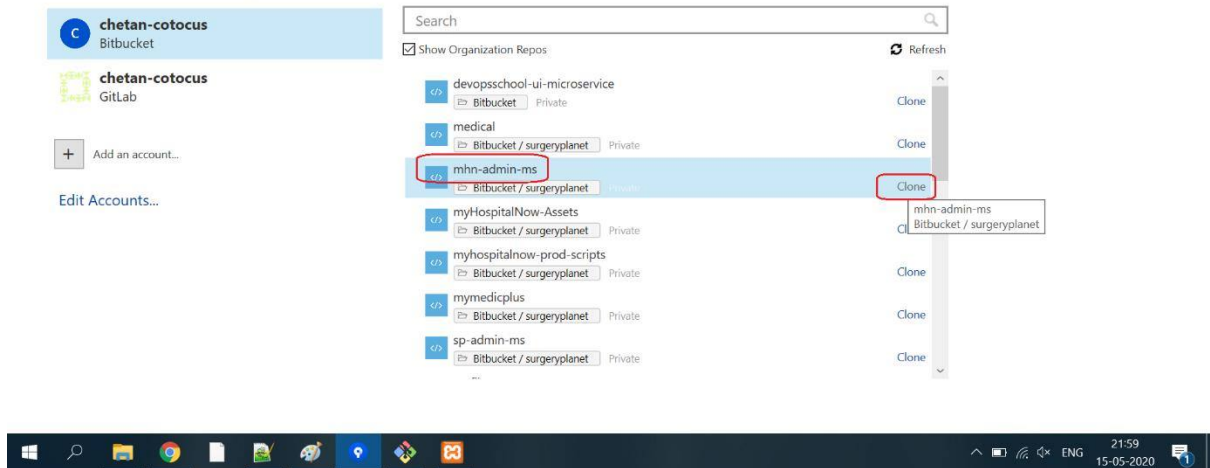 C
chetan-cotocus
Bitbucket
chetan-cotocus
GitLab
+ Add an account...
Edit Accounts...
Search
Show Organization Repos
Refresh
devopsschool-ui-microservice
Bitbucket Private
Clone
medical
Bitbucket / surgeryplanet Private
Clone
mhn-admin-ms
Bitbucket / surgeryplanet Private
Clone
mhn-admin-ms
Bitbucket / surgeryplanet
myHospitalNow-Assets
Bitbucket / surgeryplanet Private
Cl
myhospitalnow-prod-scripts
Bitbucket / surgeryplanet Private
Clone
mymedicplus
Bitbucket / surgeryplanet Private
Clone
sp-admin-ms
Bitbucket / surgeryplanet Private
Clone
ENG
21:59
15-05-2020
1